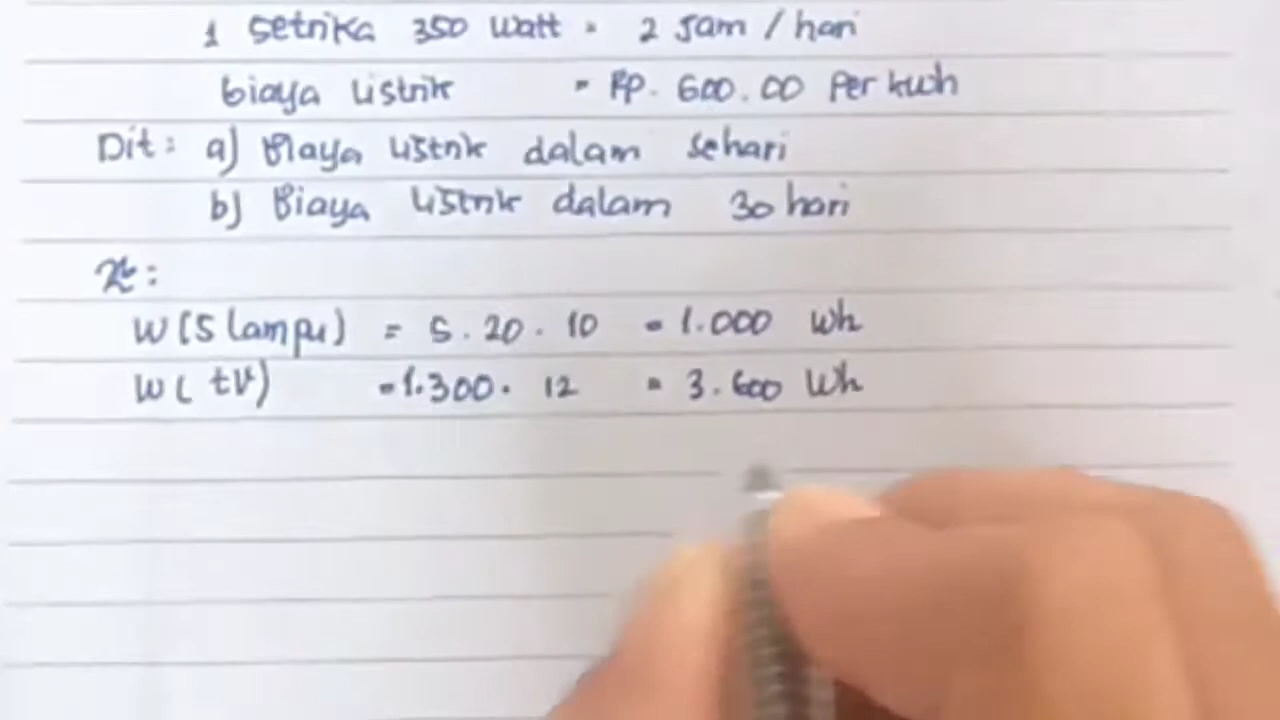 1 setrika 350 watt = 2 Jam / hari
biaya listrik = Rp. 600.00 Per kwh
Dit: a) Biaya listrik dalam sehari
b) Biaya listrik dalam 30 hari
W (5 lampu) = 5. 20. 10 = 1.000 Wh
W ( tv) = 1. 300. 12 = 3.600 Wh